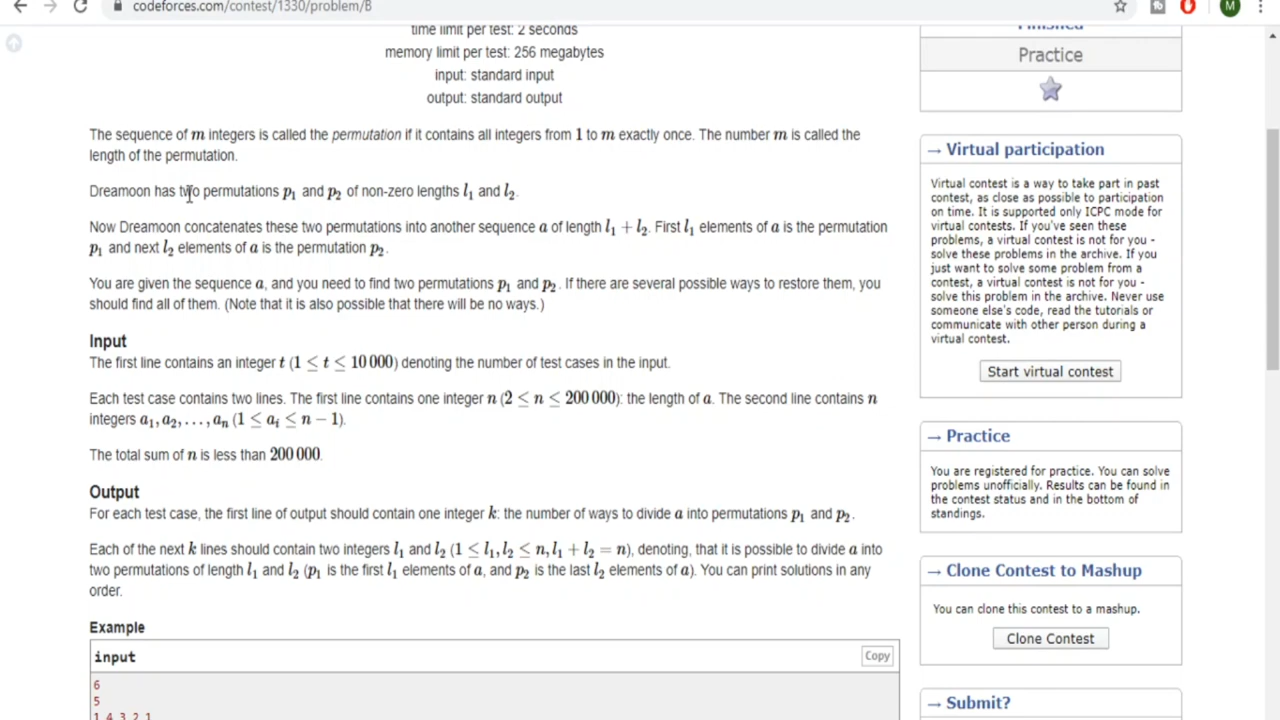 codeforces.com/contest/1330/problem/B
M
time limit per test: 2 seconds
memory limit per test: 256 megabytes
input: standard input
output: standard output
The sequence of m integers is called the permutation if it contains all integers from 1 to m exactly once. The number m is called the
length of the permutation.
Dreamoon has two permutations p1 and p2 of non-zero lengths l1 and l2.
Now Dreamoon concatenates these two permutations into another sequence a of length l1 + l2. First l1 elements of a is the permutation
p1 and next l2 elements of a is the permutation p2.
You are given the sequence a, and you need to find two permutations p1 and p2. If there are several possible ways to restore them, you
should find all of them. (Note that it is also possible that there will be no ways.)
Input
The first line contains an integer t (1 ≤ t ≤ 10 000) denoting the number of test cases in the input.
Each test case contains two lines. The first line contains one integer n (2 ≤ n ≤ 200 000): the length of a. The second line contains n
integers a1, a2, ..., an (1 ≤ ai ≤ n − 1).
The total sum of n is less than 200 000.
Output
For each test case, the first line of output should contain one integer k: the number of ways to divide a into permutations p1 and p2.
Each of the next k lines should contain two integers l1 and l2 (1 ≤ l1, l2 ≤ n, l1 + l2 = n), denoting, that it is possible to divide a into
two permutations of length l1 and l2 (p1 is the first l1 elements of a, and p2 is the last l2 elements of a). You can print solutions in any
order.
Example
input
Copy
6
5
1 4 3 2 1
Finished
Practice
→ Virtual participation
Virtual contest is a way to take part in past
contest, as close as possible to participation
on time. It is supported only ICPC mode for
virtual contests. If you've seen these
problems, a virtual contest is not for you -
solve these problems in the archive. If you
just want to solve some problem from a
contest, a virtual contest is not for you -
solve this problem in the archive. Never use
someone else's code, read the tutorials or
communicate with other person during a
virtual contest.
Start virtual contest
→ Practice
You are registered for practice. You can solve
problems unofficially. Results can be found in
the contest status and in the bottom of
standings.
→ Clone Contest to Mashup
You can clone this contest to a mashup.
Clone Contest
→ Submit?